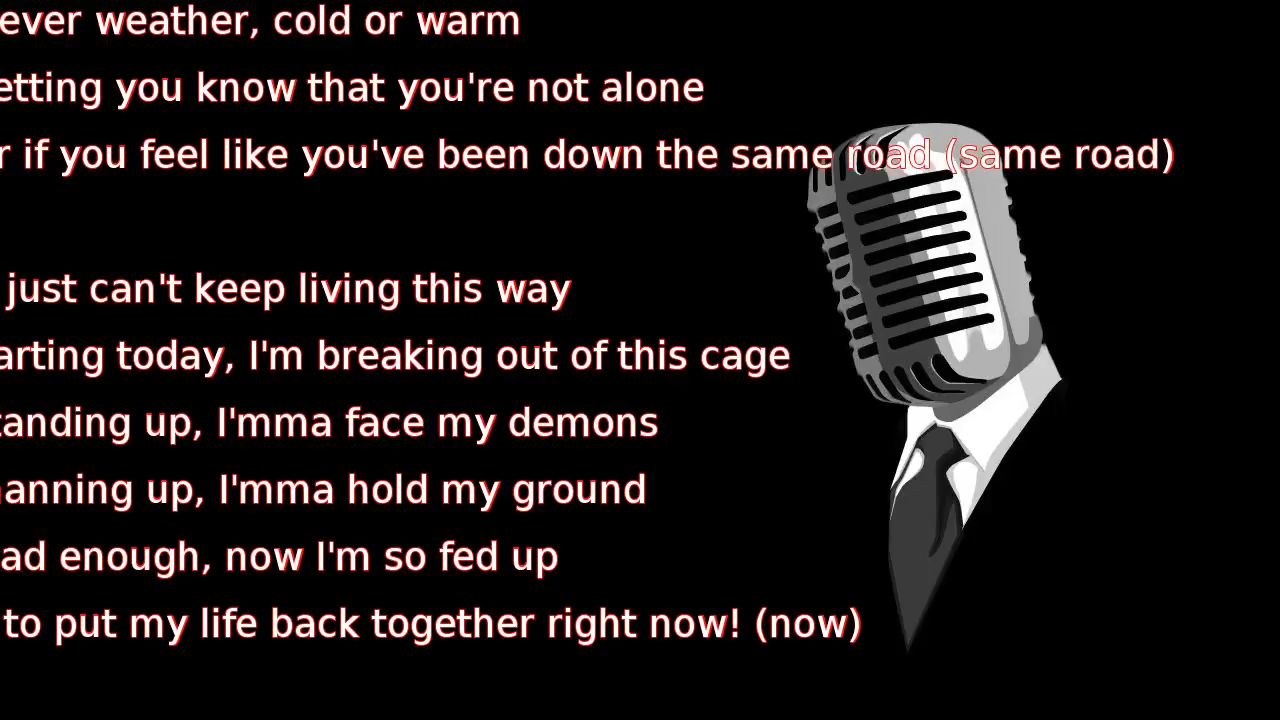 ever weather, cold or warm
etting you know that you're not alone
r if you feel like you've been down the same road (same road)
just can't keep living this way
arting today, I'm breaking out of this cage
tanding up, I'mma face my demons
anning up, I'mma hold my ground
ad enough, now I'm so fed up
to put my life back together right now! (now)